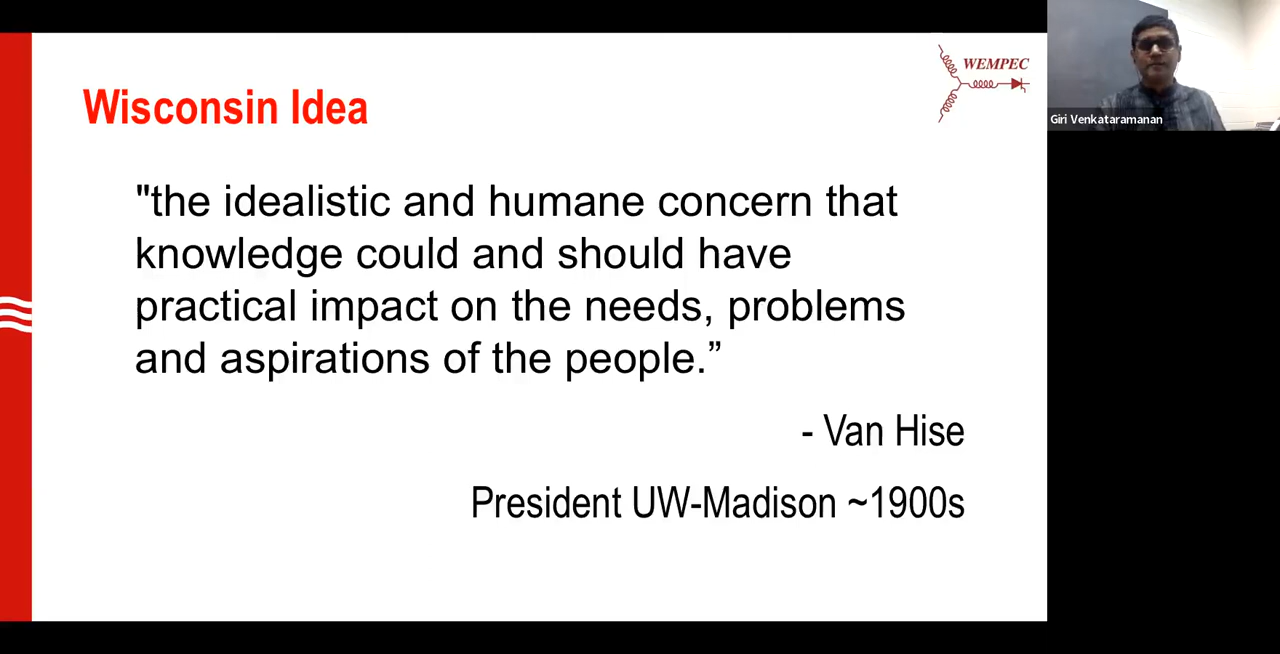 Wisconsin Idea
WEMPEC
"the idealistic and humane concern that
knowledge could and should have
practical impact on the needs, problems
and aspirations of the people.”
- Van Hise
President UW-Madison ~1900s
Giri Venkataramanan